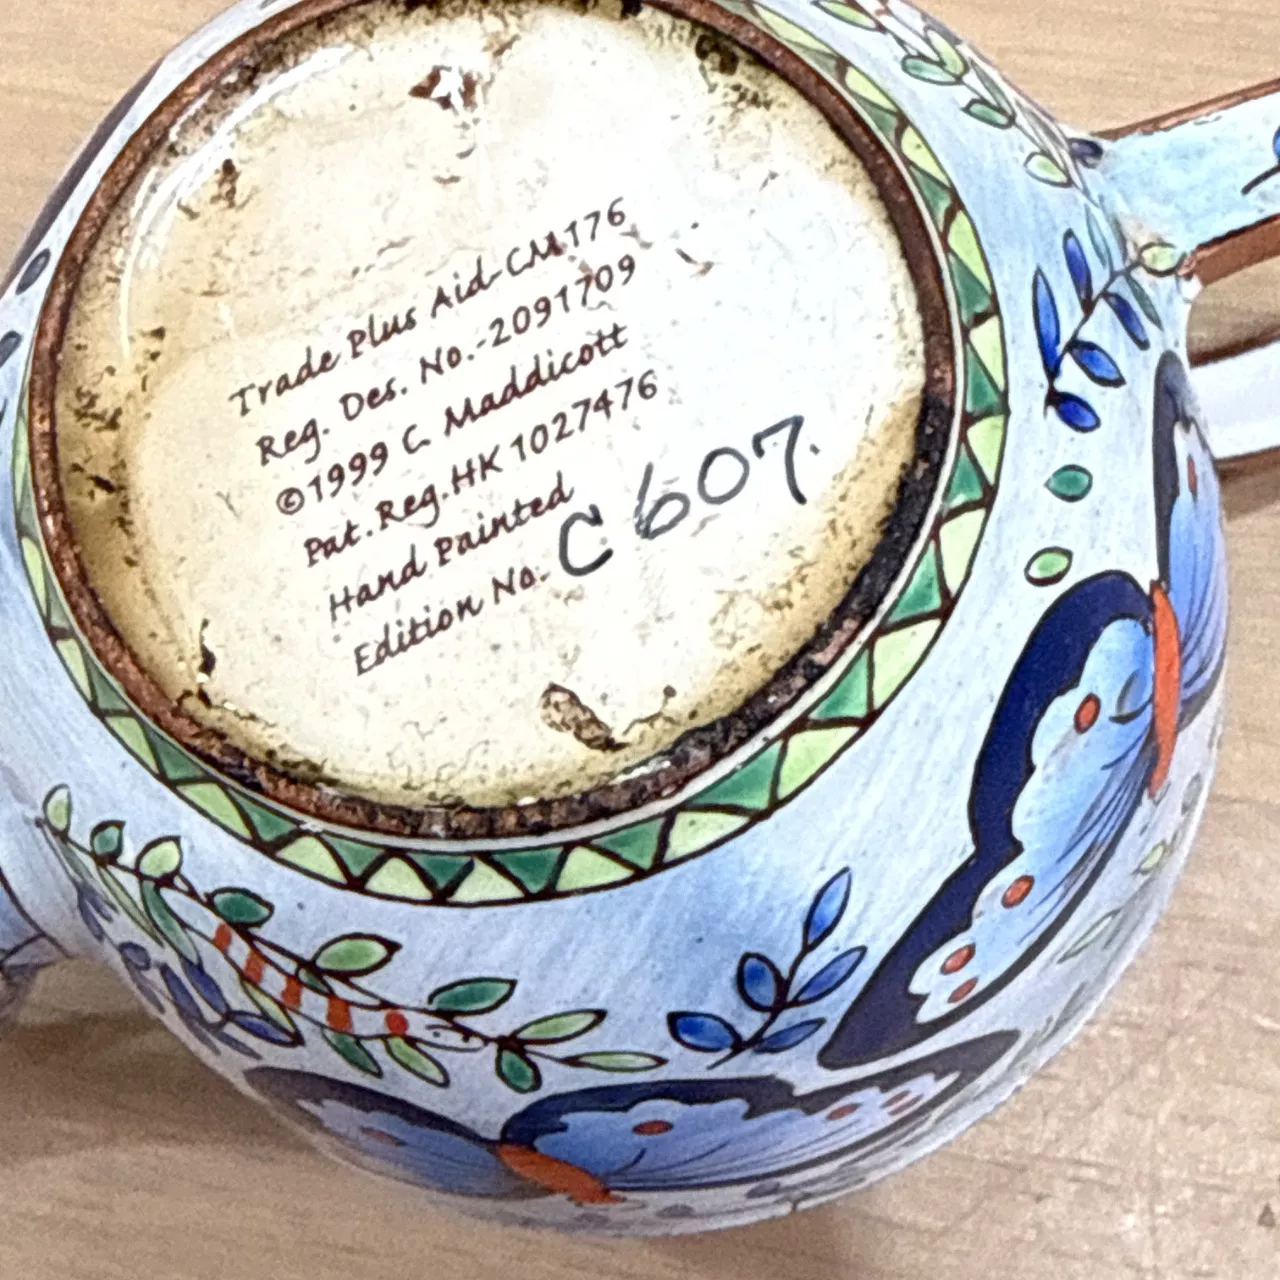 Trade Plus Aid-CM176
Reg. Des. No.-2091709
©1999 C. Maddicott
Pat.Reg.HK 1027476
Hand Painted
Edition No. C 607.